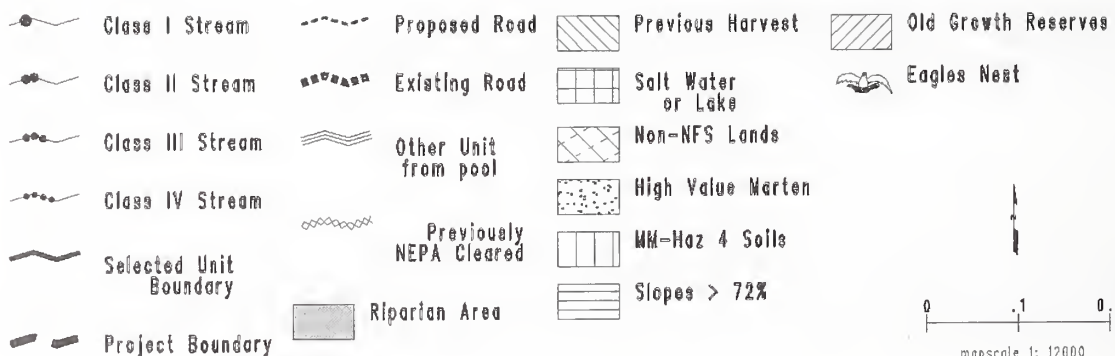 Class I Stream
Class II Stream
Class III Stream
Class IV Stream
Selected Unit
Boundary
Project Boundary
Proposed Road
Existing Road
Other Unit
from pool
Previously
NEPA Cleared
Riparian Area
Previous Harvest
Salt Water
or Lake
Non-NFS Lands
High Value Marten
MM-Haz 4 Soils
Slopes > 72%
Old Growth Reserves
Eagles Nest
0 .1 0.
mapscale 1: 12000